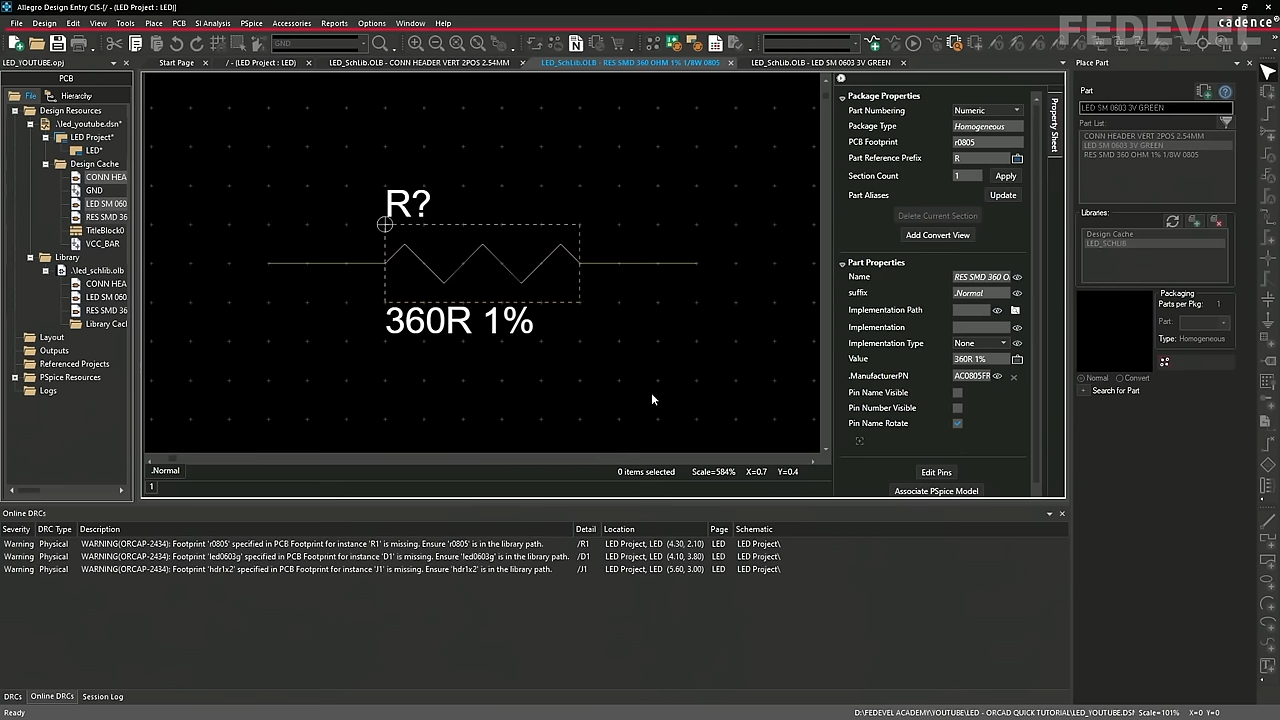 Allegro Design Entry CIS-[/ - (LED Project : LED)]
File Design Edit View Tools Place PCB SI Analysis PSpice Accessories Reports Options Window Help
FEDEVEL
cadence
GND
LED_YOUTUBE.opj
Start Page
/ - (LED Project : LED)
LED_SchLib.OLB - CONN HEADER VERT 2POS 2.54MM
LED_SchLib.OLB - RES SMD 360 OHM 1% 1/8W 0805
LED_SchLib.OLB - LED SM 0603 3V GREEN
Place Part
PCB
File Hierarchy
Design Resources
.\led_youtube.dsn*
LED Project*
LED*
Design Cache
CONN HEA
GND
LED SM 060
RES SMD 36
TitleBlock0
VCC_BAR
Library
.\led_schlib.olb
CONN HEA
LED SM 060
RES SMD 36
Library Cacl
Layout
Outputs
Referenced Projects
PSpice Resources
Logs
R?
360R 1%
.Normal
0 items selected Scale=584% X=0.7 Y=0.4
1
Package Properties
Part Numbering Numeric
Package Type Homogeneous
PCB Footprint r0805
Part Reference Prefix R
Section Count 1 Apply
Part Aliases Update
Delete Current Section
Add Convert View
Part Properties
Name RES SMD 360 O
suffix .Normal
Implementation Path
Implementation
Implementation Type None
Value 360R 1%
.ManufacturerPN AC0805FR
Pin Name Visible
Pin Number Visible
Pin Name Rotate
Edit Pins
Associate PSpice Model
Property Sheet
Part
LED SM 0603 3V GREEN
Part List:
CONN HEADER VERT 2POS 2.54MM
LED SM 0603 3V GREEN
RES SMD 360 OHM 1% 1/8W 0805
Libraries:
Design Cache
LED_SCHLIB
Packaging
Parts per Pkg: 1
Part:
Type: Homogeneous
Normal Convert
Search for Part
Online DRCs
Severity DRC Type Description Detail Location Page Schematic
Warning Physical WARNING(ORCAP-2434): Footprint 'r0805' specified in PCB Footprint for instance 'R1' is missing. Ensure 'r0805' is in the library path. /R1 LED Project, LED (4.30, 2.10) LED LED Project\
Warning Physical WARNING(ORCAP-2434): Footprint 'led0603g' specified in PCB Footprint for instance 'D1' is missing. Ensure 'led0603g' is in the library path. /D1 LED Project, LED (4.10, 3.80) LED LED Project\
Warning Physical WARNING(ORCAP-2434): Footprint 'hdr1x2' specified in PCB Footprint for instance 'J1' is missing. Ensure 'hdr1x2' is in the library path. /J1 LED Project, LED (5.60, 3.00) LED LED Project\
DRCs Online DRCs Session Log
Ready
D:\FEDEVEL ACADEMY\YOUTUBE\LED - ORCAD QUICK TUTORIAL\LED_YOUTUBE.DSN Scale=101% X=0 Y=0